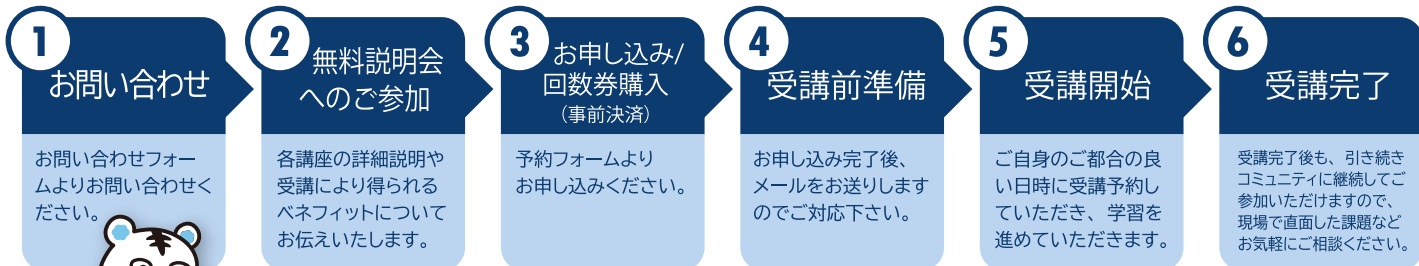 1
お問い合わせ
お問い合わせフォー
ムよりお問い合わせく
ださい。
2
無料説明会
へのご参加
各講座の詳細説明や
受講により得られる
ベネフィットについて
お伝えいたします。
3
お申し込み/
回数券購入
（事前決済）
予約フォームより
お申し込みください。
4
受講前準備
お申し込み完了後、
メールをお送りします
のでご対応下さい。
5
受講開始
ご自身のご都合の良
い日時に受講予約し
ていただき、学習を
進めていただきます。
6
受講完了
受講完了後も、引き続き
コミュニティに継続してご
参加いただけますので、
現場で直面した課題など
お気軽にご相談ください。